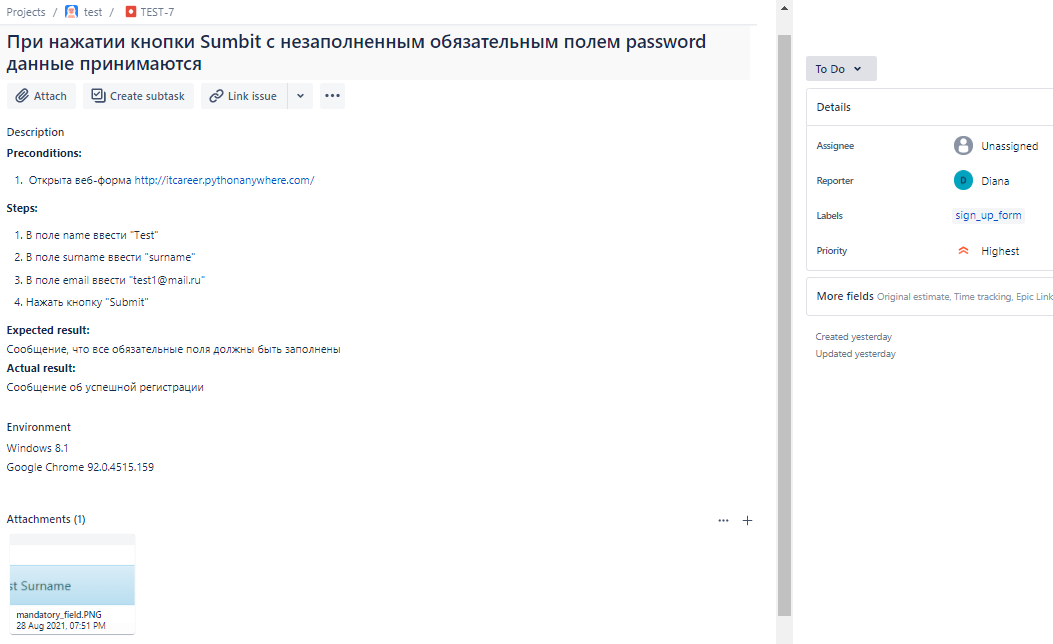 Projects / test / TEST-7
При нажатии кнопки Sumbit с незаполненным обязательным полем password
данные принимаются
Attach Create subtask Link issue
Description
Preconditions:
1. Открыта веб-форма http://itcareer.pythonanywhere.com/
Steps:
1. В поле name ввести "Test"
2. В поле surname ввести "surname"
3. В поле email ввести "test1@mail.ru"
4. Нажать кнопку "Submit"
Expected result:
Сообщение, что все обязательные поля должны быть заполнены
Actual result:
Сообщение об успешной регистрации
Environment
Windows 8.1
Google Chrome 92.0.4515.159
Attachments (1)
st Surname
mandatory_field.PNG
28 Aug 2021, 07:51 PM
To Do
Details
Assignee Unassigned
Reporter D Diana
Labels sign_up_form
Priority Highest
More fields Original estimate, Time tracking, Epic Link
Created yesterday
Updated yesterday